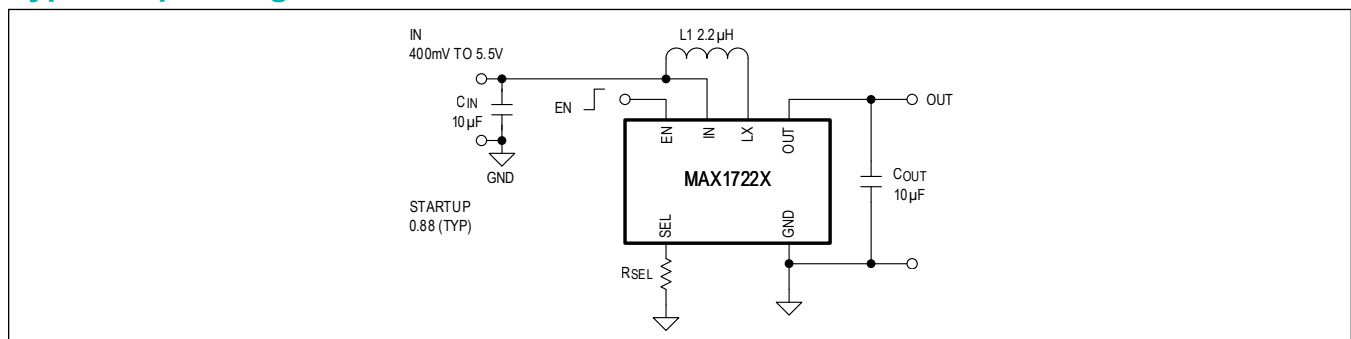 IN
400mV TO 5.5V
L1 2.2µH
CIN
10µF
EN
GND
STARTUP
0.88 (TYP)
EN
IN
LX
OUT
MAX1722X
SEL
GND
RSEL
OUT
COUT
10µF